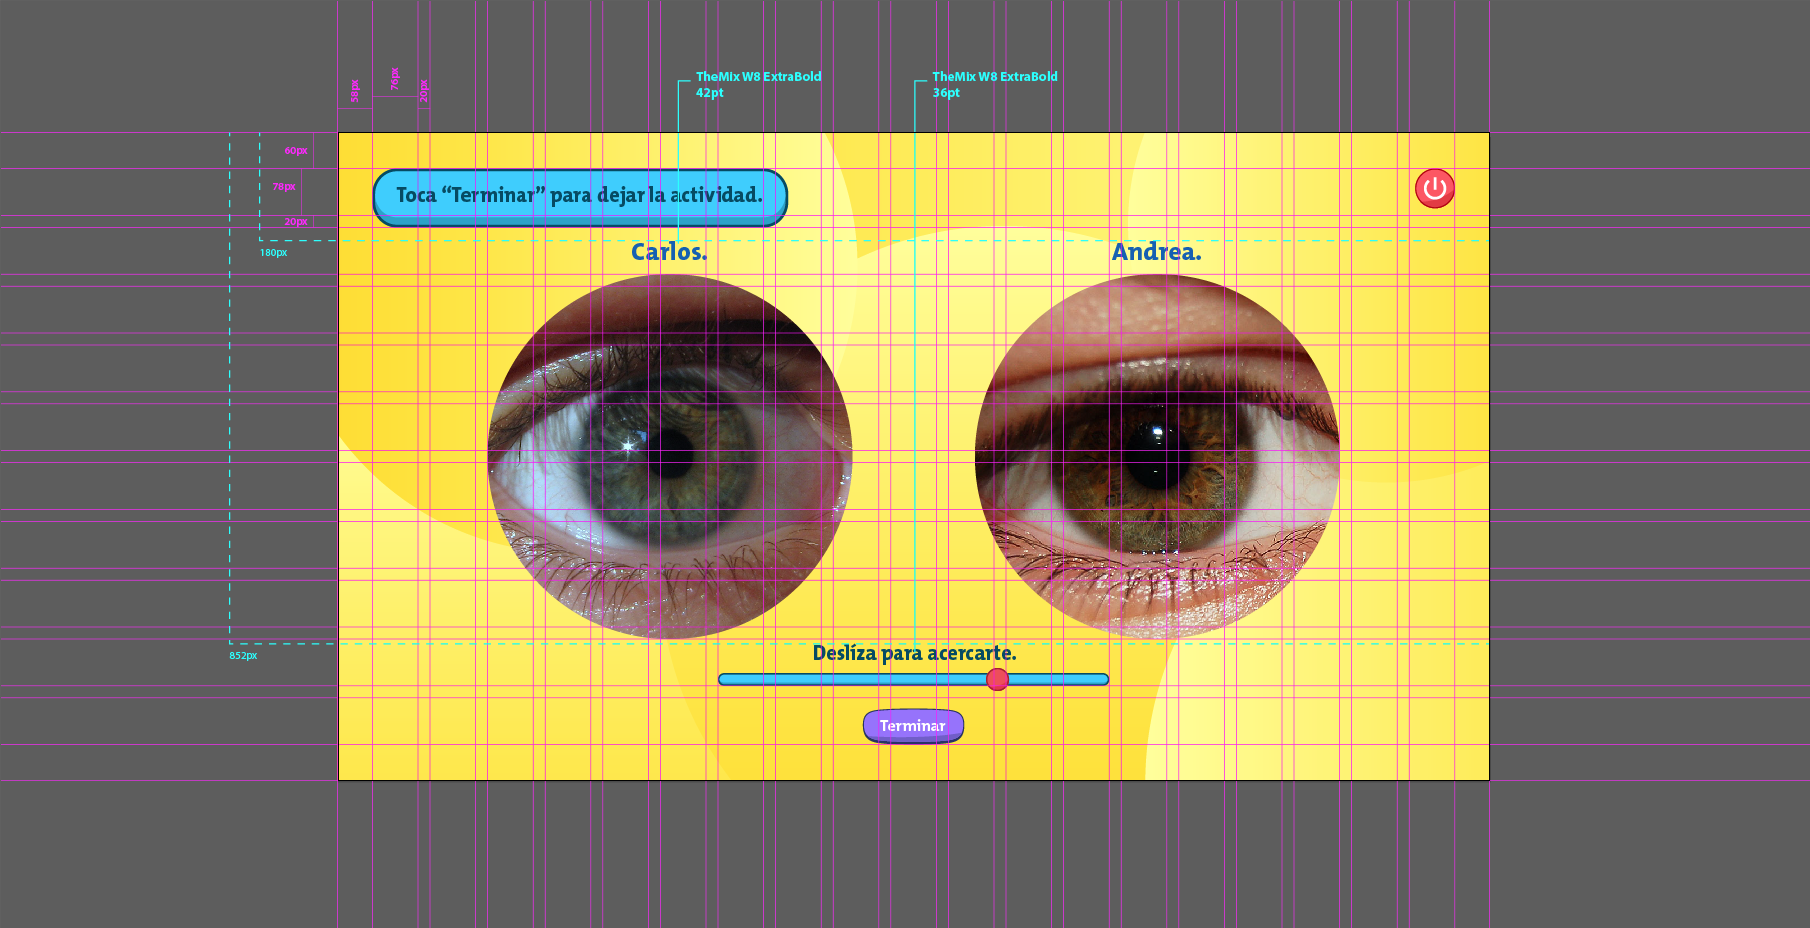 58px
76px
20px
TheMix W8 ExtraBold
42pt
TheMix W8 ExtraBold
36pt
60px
78px
20px
180px
852px
Toca “Terminar” para dejar la actividad.
Carlos.
Andrea.
Desliza para acercarte.
Terminar